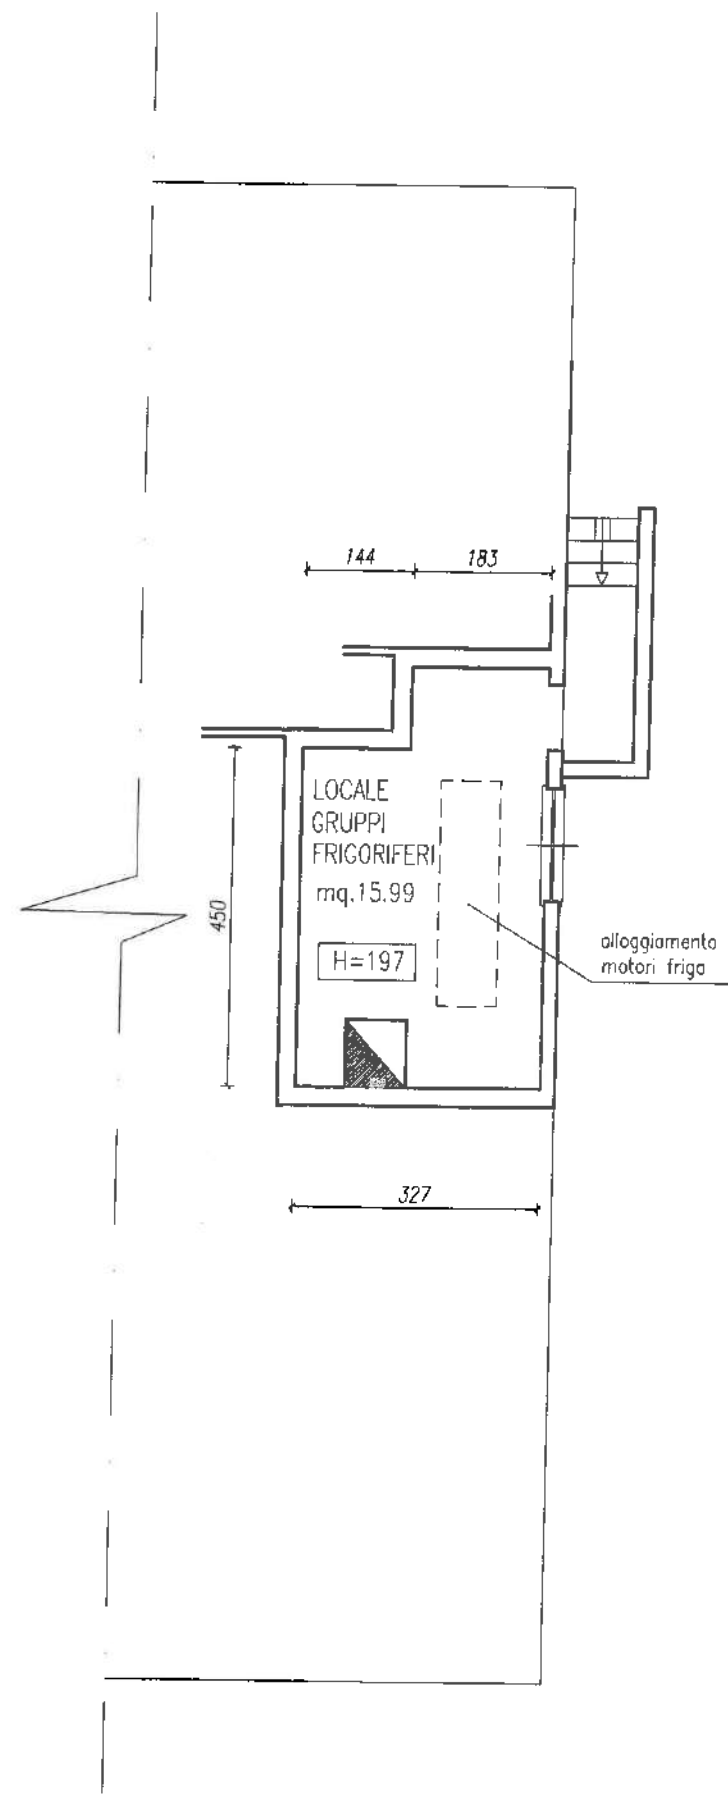 144
183
LOCALE
GRUPPI
FRIGORIFERI
mq.15.99
H=197
450
alloggiamento
motori frigo
327